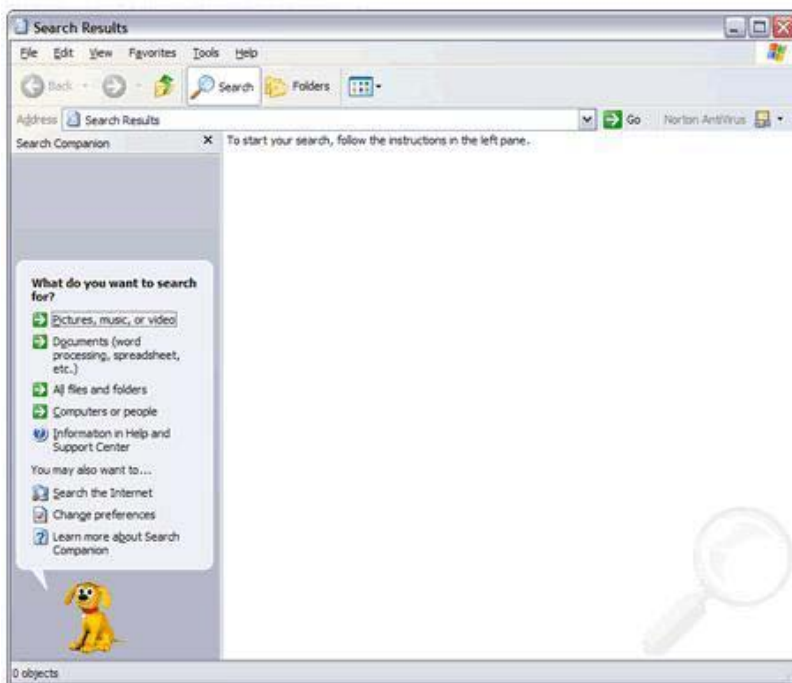 Search Results
File Edit View Favorites Tools Help
Back Search Folders
Address Search Results Go Norton AntiVirus
Search Companion
To start your search, follow the instructions in the left pane.
What do you want to search
for?
Pictures, music, or video
Documents (word
processing, spreadsheet,
etc.)
All files and folders
Computers or people
Information in Help and
Support Center
You may also want to...
Search the Internet
Change preferences
Learn more about Search
Companion
0 objects